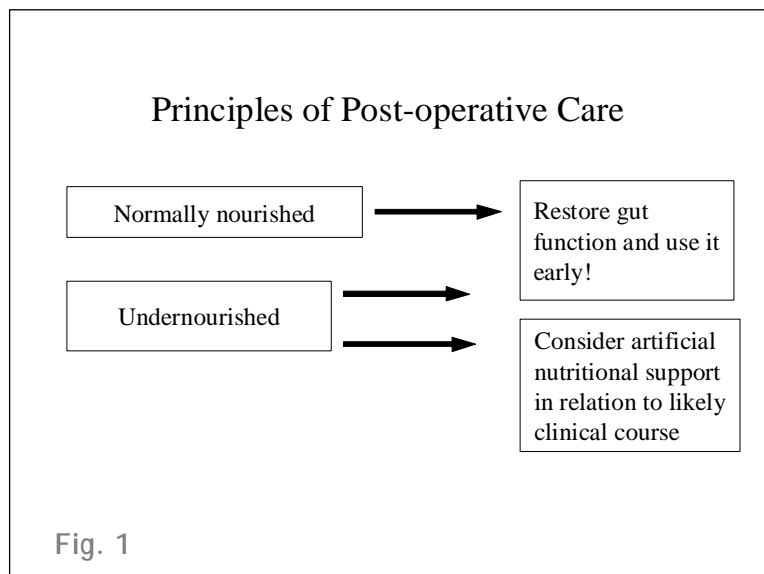 Principles of Post-operative Care
Normally nourished
Restore gut
function and use it
early!
Undernourished
Consider artificial
nutritional support
in relation to likely
clinical course
Fig. 1